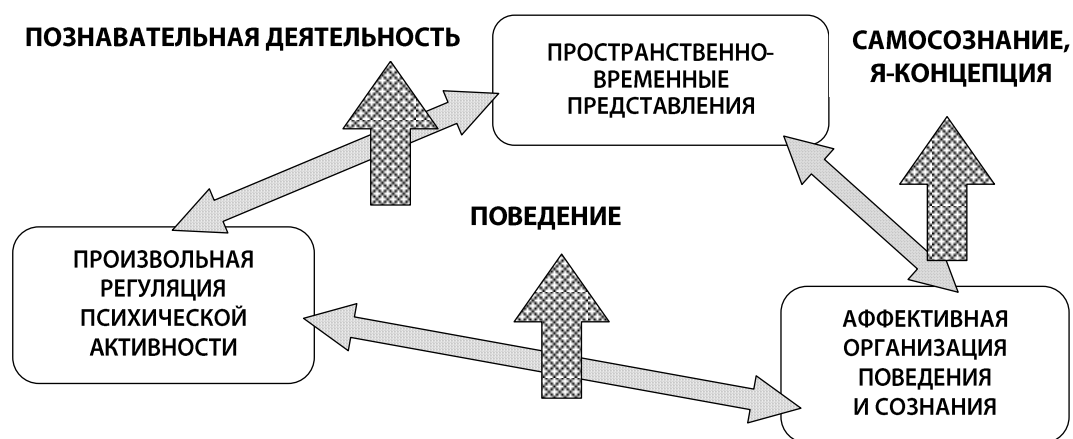 ПОЗНАВАТЕЛЬНАЯ ДЕЯТЕЛЬНОСТЬ
ПРОСТРАНСТВЕННО-
ВРЕМЕННЫЕ
ПРЕДСТАВЛЕНИЯ
САМОСОЗНАНИЕ,
Я-КОНЦЕПЦИЯ
ПОВЕДЕНИЕ
ПРОИЗВОЛЬНАЯ
РЕГУЛЯЦИЯ
ПСИХИЧЕСКОЙ
АКТИВНОСТИ
АФФЕКТИВНАЯ
ОРГАНИЗАЦИЯ
ПОВЕДЕНИЯ
И СОЗНАНИЯ